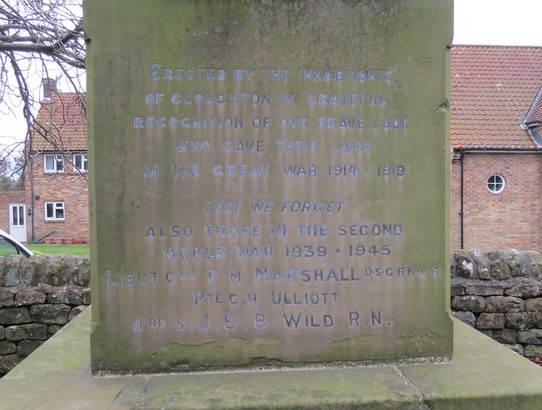 ERECTED BY THE INHABITANTS
OF CLOUGHTON IN GRATEFUL
RECOGNITION OF OUR BRAVE LADS
WHO GAVE THEIR LIVES
IN THE GREAT WAR 1914 · 1919
LEST WE FORGET
ALSO THOSE IN THE SECOND
WORLD WAR 1939 · 1945
LIEUT COL D.M. MARSHALL
PTE G.H. ULLIOTT
ORD S. J.E.B WILD R.N.